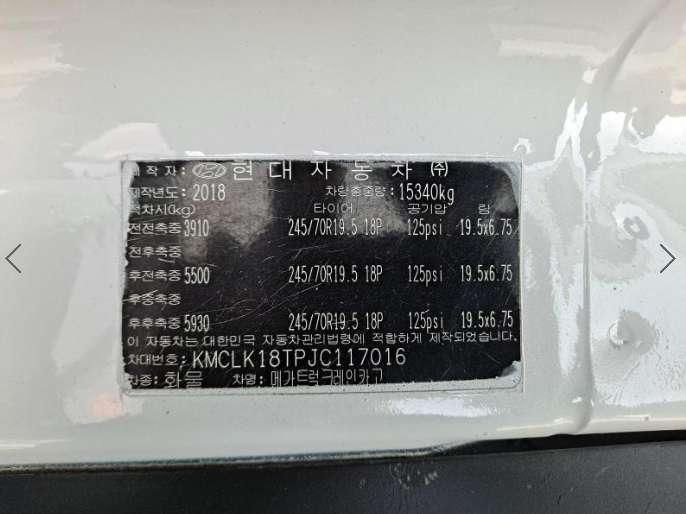 제작자: 현대자동차 ㈜
제작년도: 2018 차량총중량: 15340kg
적차시(kg) 타이어 공기압 림
전전축중 3910 245/70R19.5 18P 125psi 19.5x6.75
전후축중
후전축중 5500 245/70R19.5 18P 125psi 19.5x6.75
후중축중
후후축중 5930 245/70R19.5 18P 125psi 19.5x6.75
이 자동차는 대한민국 자동차관리법령에 적합하게 제작되었습니다.
차대번호: KMCLK18TPJC117016
차종: 화물 차명: 메가트럭그레인카고